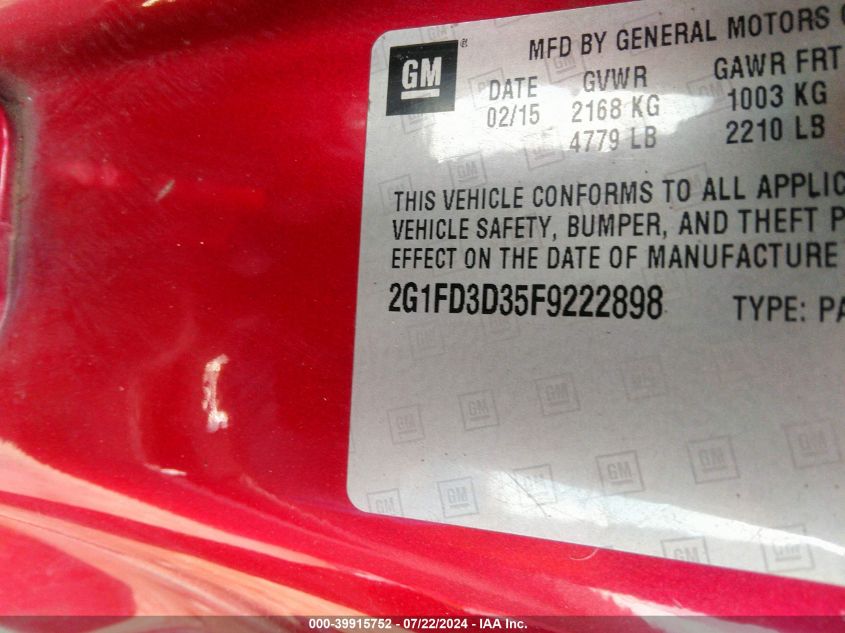 GM
MFD BY GENERAL MOTORS
DATE GVWR GAWR FRT
02/15 2168 KG 1003 KG
4779 LB 2210 LB
THIS VEHICLE CONFORMS TO ALL APPLIC
VEHICLE SAFETY, BUMPER, AND THEFT P
EFFECT ON THE DATE OF MANUFACTURE
2G1FD3D35F9222898 TYPE: PA
000-39915752 / 07/22/2024 - IAA Inc.